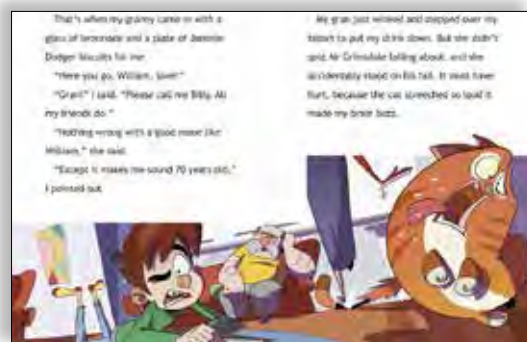 That's when my granny came in with a
glass of lemonade and a plate of Jammie
Dodger biscuits for me.
"Here you go, William, love!"
"Gran!" I said. "Please call me Billy. All
my friends do."
"Nothing wrong with a good name like
William," she said.
"Except it makes me sound 70 years old,"
I pointed out.
My gran just winked and stepped over my
to put my drink down. But she didn't
spot Mr Grimsdale lolling about, and she
accidentally stood on his tail. It must have
hurt, because the cat screeched so loud it
made my brain buzz.